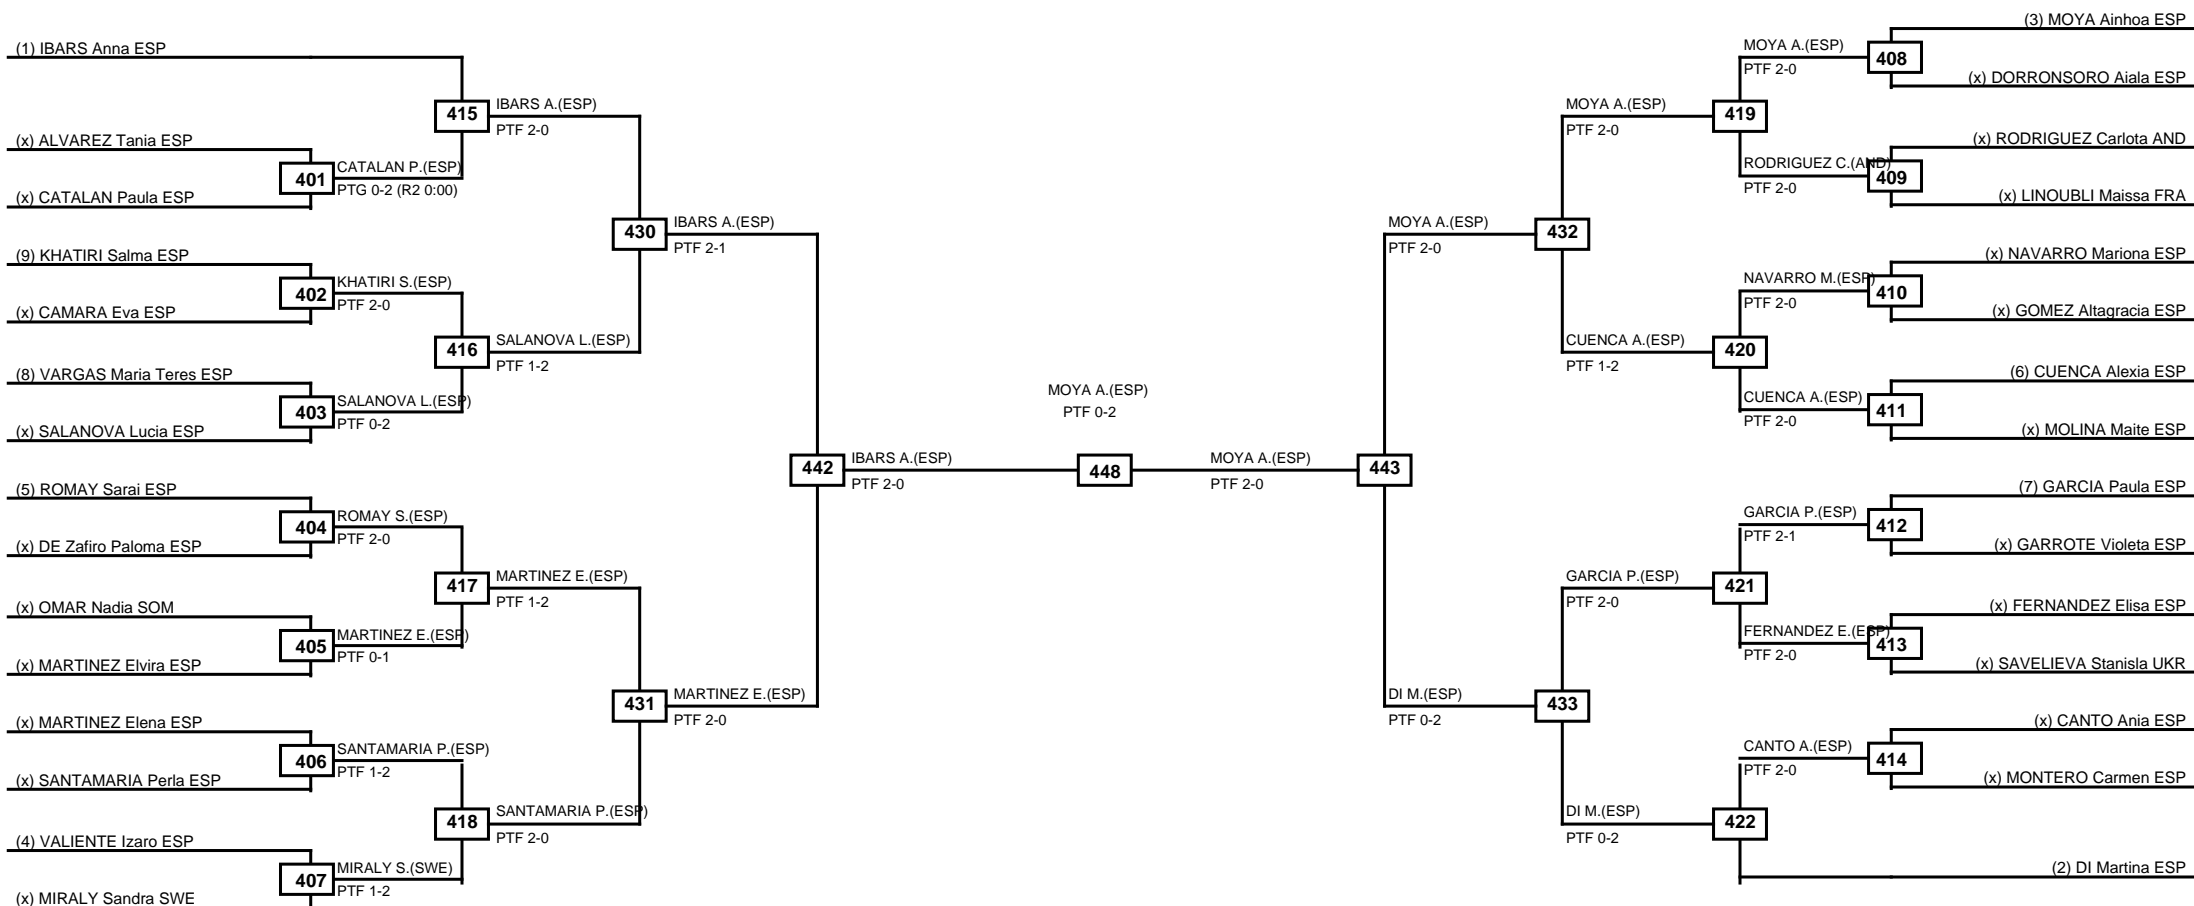 (1) IBARS Anna ESP
(x) ALVAREZ Tania ESP
(x) CATALAN Paula ESP
(9) KHATIRI Salma ESP
(x) CAMARA Eva ESP
(8) VARGAS Maria Teres ESP
(x) SALANOVA Lucia ESP
(5) ROMAY Sarai ESP
(x) DE Zafiro Paloma ESP
(x) OMAR Nadia SOM
(x) MARTINEZ Elvira ESP
(x) MARTINEZ Elena ESP
(x) SANTAMARIA Perla ESP
(4) VALIENTE Izaro ESP
(x) MIRALY Sandra SWE
401
CATALAN P.(ESP)
PTG 0-2 (R2 0:00)
402
KHATIRI S.(ESP)
PTF 2-0
403
SALANOVA L.(ESP)
PTF 0-2
404
ROMAY S.(ESP)
PTF 2-0
405
MARTINEZ E.(ESP)
PTF 0-1
406
SANTAMARIA P.(ESP)
PTF 1-2
407
MIRALY S.(SWE)
PTF 1-2
415
IBARS A.(ESP)
PTF 2-0
416
SALANOVA L.(ESP)
PTF 1-2
417
MARTINEZ E.(ESP)
PTF 1-2
418
SANTAMARIA P.(ESP)
PTF 2-0
430
IBARS A.(ESP)
PTF 2-1
431
MARTINEZ E.(ESP)
PTF 2-0
442
IBARS A.(ESP)
PTF 2-0
MOYA A.(ESP)
PTF 0-2
448
MOYA A.(ESP)
PTF 2-0
443
MOYA A.(ESP)
PTF 2-0
432
DI M.(ESP)
PTF 0-2
433
MOYA A.(ESP)
PTF 2-0
419
CUENCA A.(ESP)
PTF 1-2
420
GARCIA P.(ESP)
PTF 2-0
421
DI M.(ESP)
PTF 0-2
422
MOYA A.(ESP)
PTF 2-0
408
RODRIGUEZ C.(AND)
PTF 2-0
409
NAVARRO M.(ESP)
PTF 2-0
410
CUENCA A.(ESP)
PTF 2-0
411
GARCIA P.(ESP)
PTF 2-1
412
FERNANDEZ E.(ESP)
PTF 2-0
413
CANTO A.(ESP)
PTF 2-0
414
(3) MOYA Ainhoa ESP
(x) DORRONSORO Aiala ESP
(x) RODRIGUEZ Carlota AND
(x) LINOUBLI Maissa FRA
(x) NAVARRO Mariona ESP
(x) GOMEZ Altagracia ESP
(6) CUENCA Alexia ESP
(x) MOLINA Maite ESP
(7) GARCIA Paula ESP
(x) GARROTE Violeta ESP
(x) FERNANDEZ Elisa ESP
(x) SAVELIEVA Stanisla UKR
(x) CANTO Ania ESP
(x) MONTERO Carmen ESP
(2) DI Martina ESP